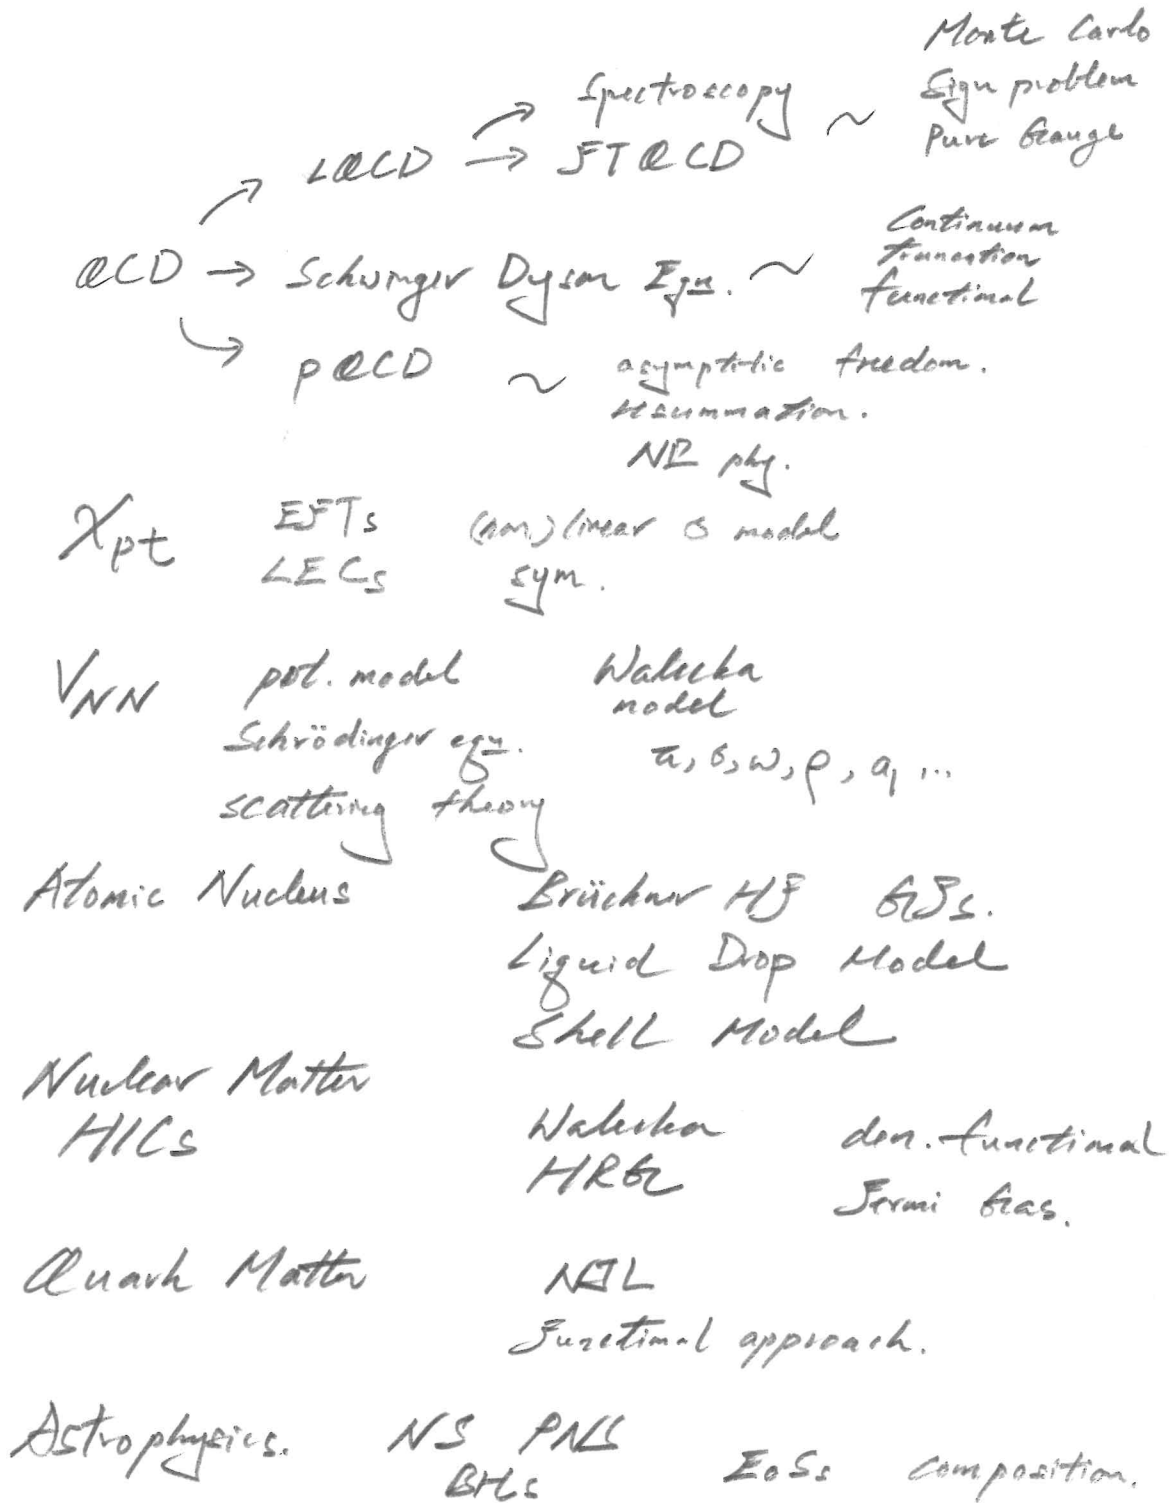 Monte Carlo
Spectroscopy ~ Sign problem
LQCD → FTQCD Pure Gauge
QCD → Schwinger Dyson Eqn. ~ Continuum
truncation
functional
pQCD ~ asymptotic freedom.
resummation.
NP phy.
χpt EFTs (non)linear σ model
LECs sym.
VNN pot. model Walecka
model
Schrödinger eqn.
π, σ, ω, ρ, a, ...
scattering theory
Atomic Nucleus Brückner HF GFs.
Liquid Drop Model
Shell Model
Nuclear Matter
HICs Walecka den. functional
HRG Fermi Gas.
Quark Matter NJL
Functional approach.
Astrophysics. NS PNS
BHs EoSs composition.